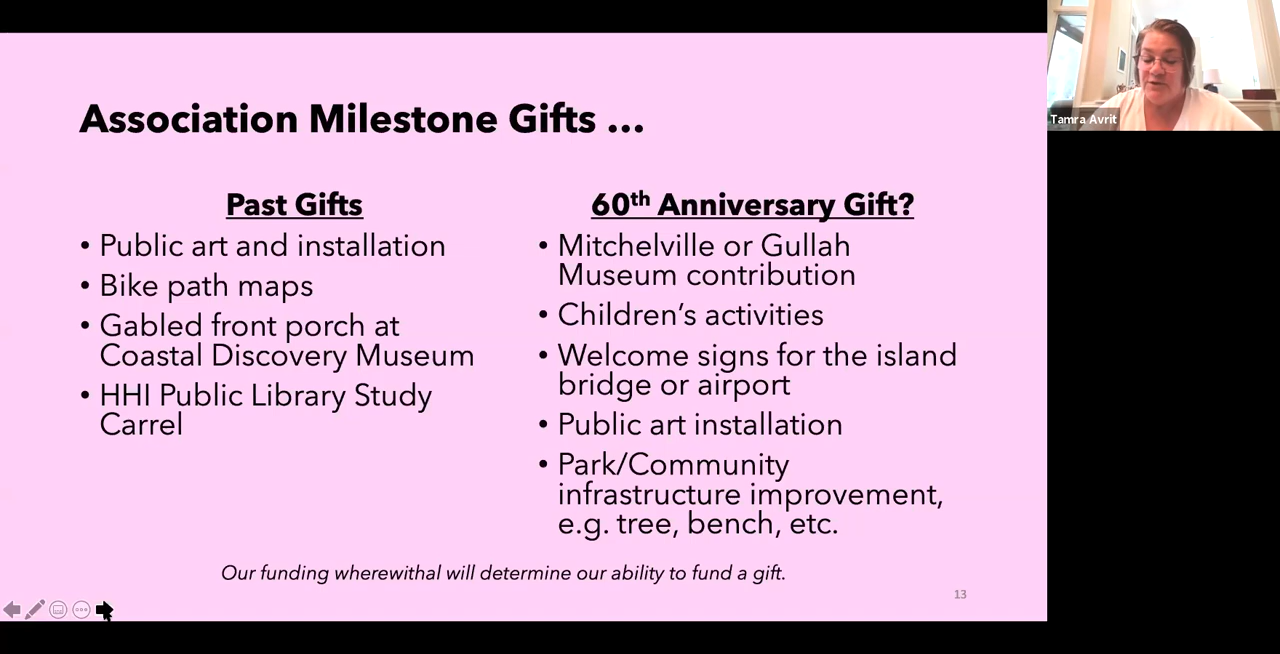 Association Milestone Gifts ...
Past Gifts
• Public art and installation
• Bike path maps
• Gabled front porch at
Coastal Discovery Museum
• HHI Public Library Study
Carrel
60th Anniversary Gift?
• Mitchelville or Gullah
Museum contribution
• Children’s activities
• Welcome signs for the island
bridge or airport
• Public art installation
• Park/Community
infrastructure improvement,
e.g. tree, bench, etc.
Our funding wherewithal will determine our ability to fund a gift.
13
Tamra Avrit